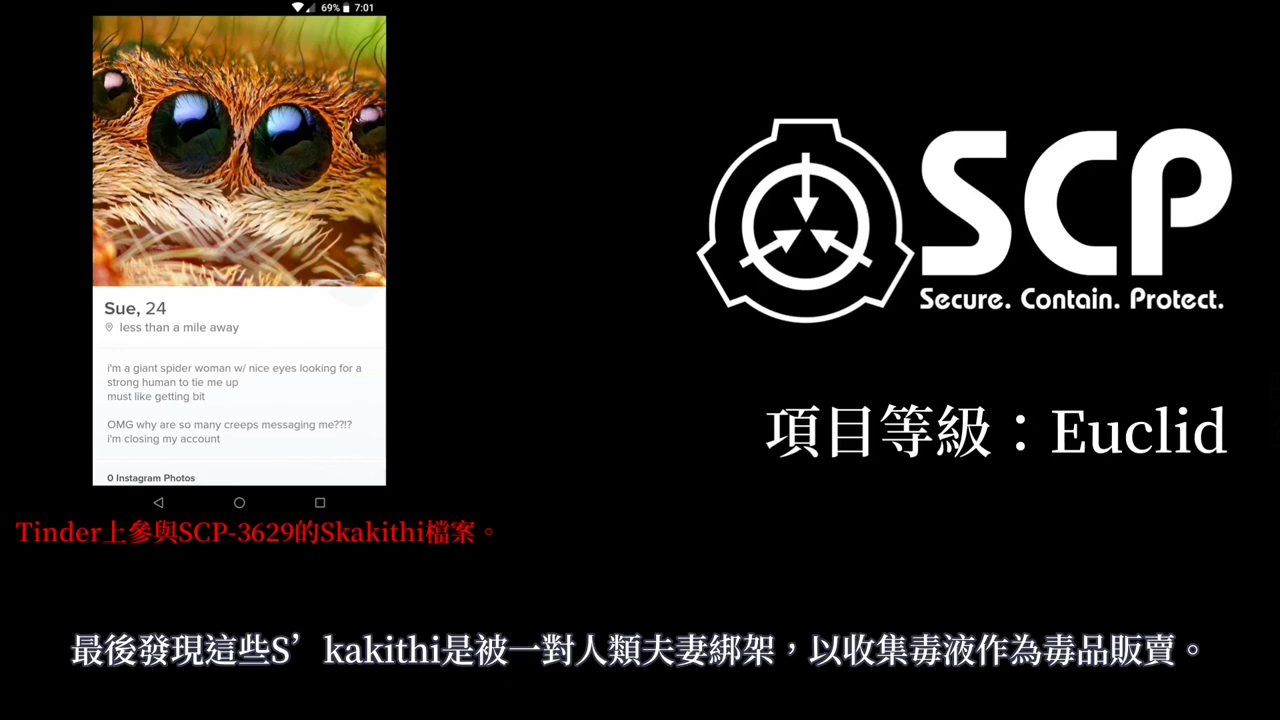 69% 7:01
Sue, 24
less than a mile away
i'm a giant spider woman w/ nice eyes looking for a
strong human to tie me up
must like getting bit
OMG why are so many creeps messaging me??!?
i'm closing my account
0 Instagram Photos
Tinder上參與SCP-3629的Skakithi檔案。
SCP
Secure. Contain. Protect.
項目等級：Euclid
最後發現這些S’kakithi是被一對人類夫妻綁架，以收集毒液作為毒品販賣。